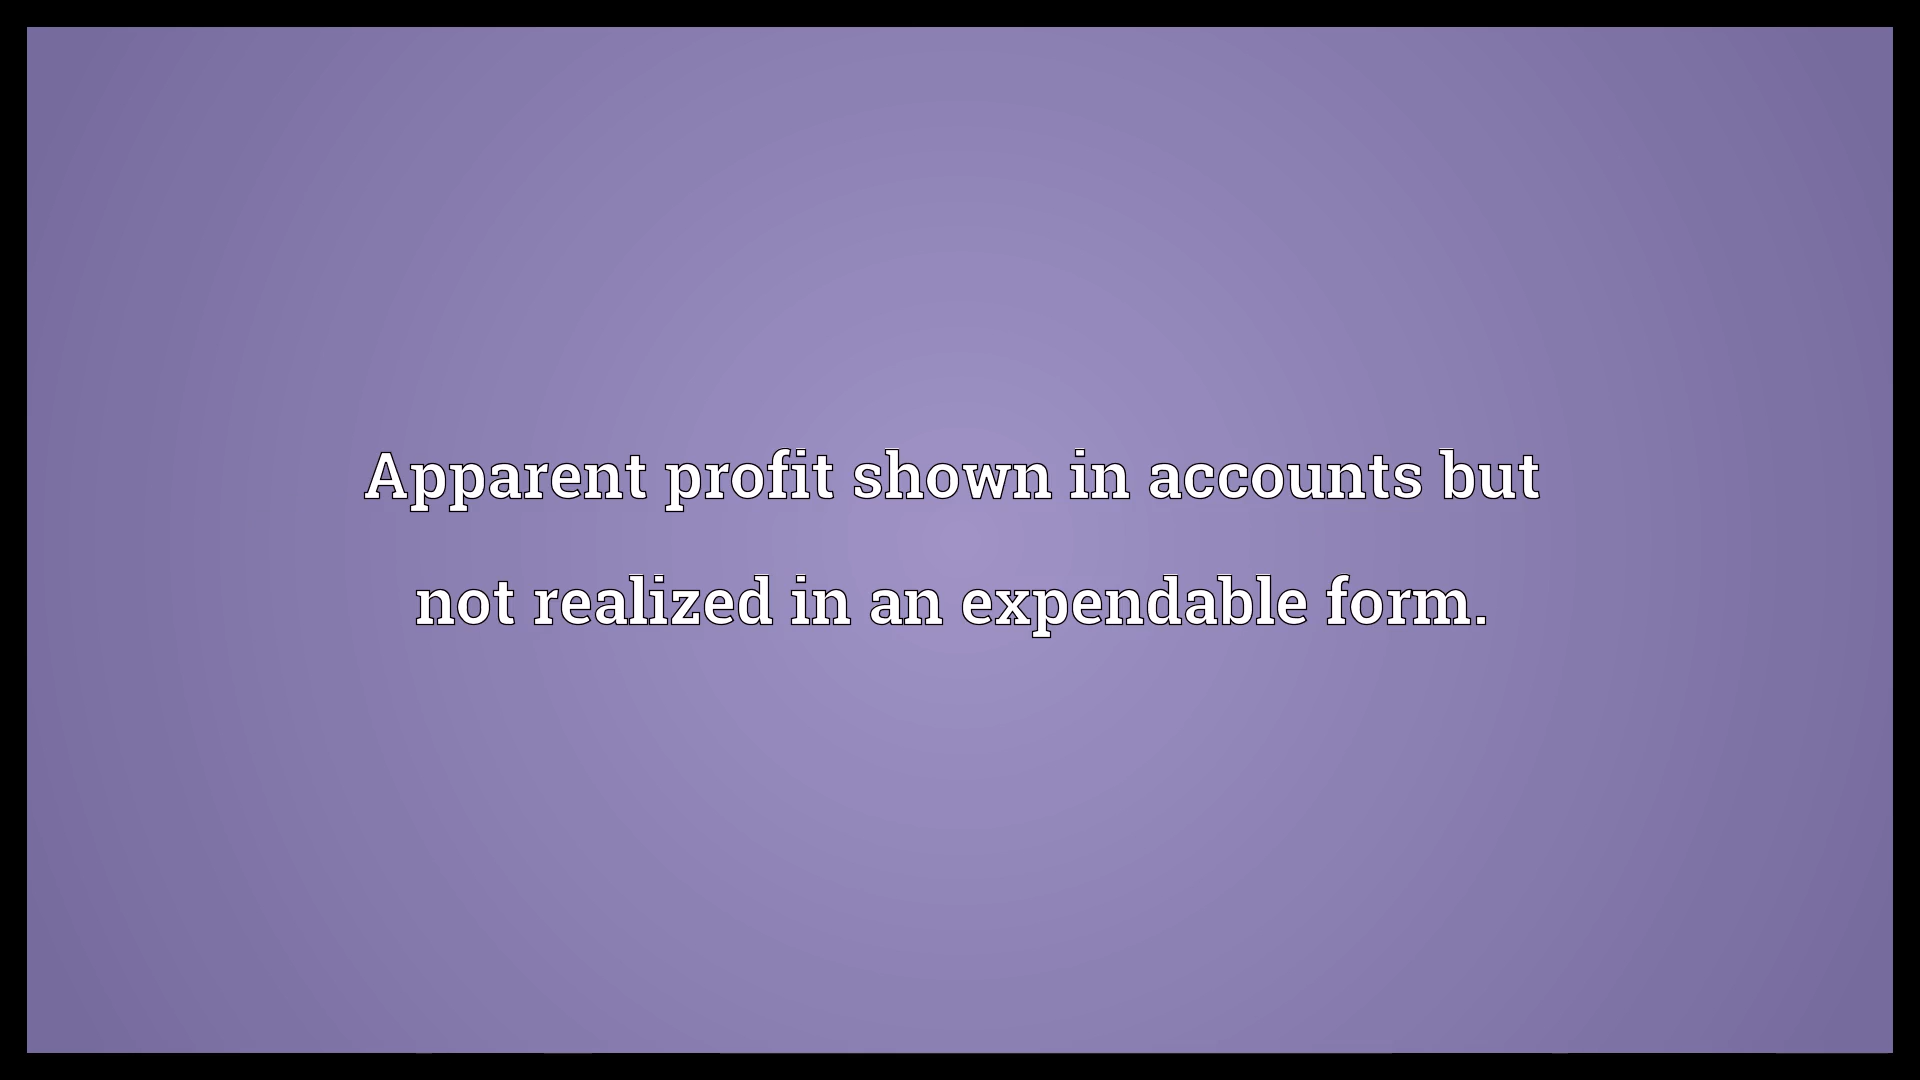 Apparent profit shown in accounts but
not realized in an expendable form.